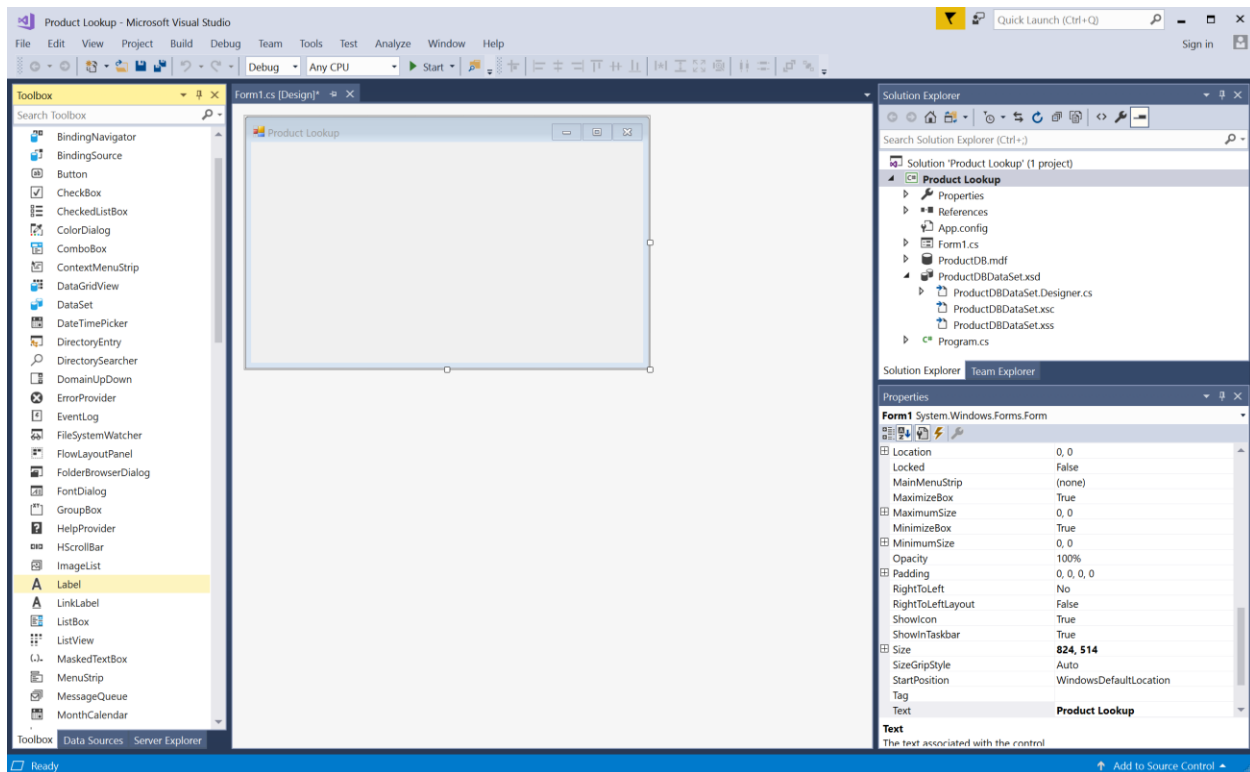 Product Lookup - Microsoft Visual Studio
Quick Launch (Ctrl+Q)
File Edit View Project Build Debug Team Tools Test Analyze Window Help
Sign in
Debug Any CPU Start
Toolbox
Search Toolbox
BindingNavigator
BindingSource
Button
CheckBox
CheckedListBox
ColorDialog
ComboBox
ContextMenuStrip
DataGridView
DataSet
DateTimePicker
DirectoryEntry
DirectorySearcher
DomainUpDown
ErrorProvider
EventLog
FileSystemWatcher
FlowLayoutPanel
FolderBrowserDialog
FontDialog
GroupBox
HelpProvider
HScrollBar
ImageList
Label
LinkLabel
ListBox
ListView
MaskedTextBox
MenuStrip
MessageQueue
MonthCalendar
Toolbox Data Sources Server Explorer
Form1.cs [Design]*
Product Lookup
Solution Explorer
Search Solution Explorer (Ctrl+;)
Solution 'Product Lookup' (1 project)
Product Lookup
Properties
References
App.config
Form1.cs
ProductDB.mdf
ProductDBDataSet.xsd
ProductDBDataSet.Designer.cs
ProductDBDataSet.xsc
ProductDBDataSet.xss
Program.cs
Solution Explorer Team Explorer
Properties
Form1 System.Windows.Forms.Form
Location 0, 0
Locked False
MainMenuStrip (none)
MaximizeBox True
MaximumSize 0, 0
MinimizeBox True
MinimumSize 0, 0
Opacity 100%
Padding 0, 0, 0, 0
RightToLeft No
RightToLeftLayout False
ShowIcon True
ShowInTaskbar True
Size 824, 514
SizeGripStyle Auto
StartPosition WindowsDefaultLocation
Tag
Text Product Lookup
Text
The text associated with the control
Ready
Add to Source Control